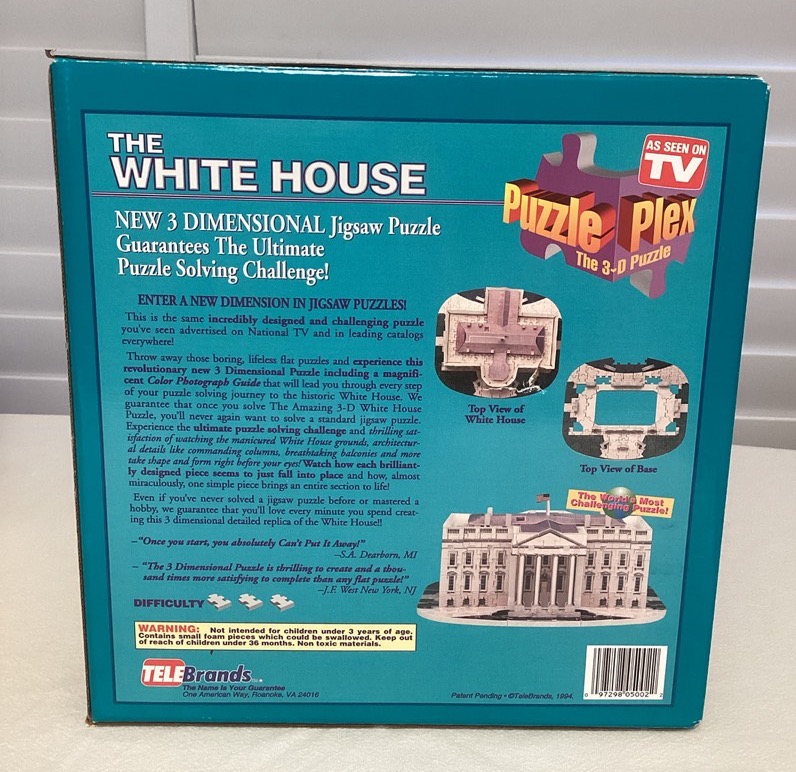 THE
WHITE HOUSE
NEW 3 DIMENSIONAL Jigsaw Puzzle
Guarantees The Ultimate
Puzzle Solving Challenge!
AS SEEN ON
TV
Puzzle Plex
The 3-D Puzzle
ENTER A NEW DIMENSION IN JIGSAW PUZZLES!
This is the same incredibly designed and challenging puzzle
you've seen advertised on National TV and in leading catalogs
everywhere!
Throw away those boring, lifeless flat puzzles and experience this
revolutionary new 3 Dimensional Puzzle including a magnifi-
cent Color Photograph Guide that will lead you through every step
of your puzzle solving journey to the historic White House. We
guarantee that once you solve The Amazing 3-D White House
Puzzle, you'll never again want to solve a standard jigsaw puzzle.
Experience the ultimate puzzle solving challenge and thrilling sat-
isfaction of watching the manicured White House grounds, architectur-
al details like commanding columns, breathtaking balconies and more
take shape and form right before your eyes! Watch how each brilliant-
ly designed piece seems to just fall into place and how, almost
miraculously, one simple piece brings an entire section to life!
Even if you've never solved a jigsaw puzzle before or mastered a
hobby, we guarantee that you'll love every minute you spend creat-
ing this 3 dimensional detailed replica of the White House!!
–"Once you start, you absolutely Can't Put It Away!"
–S.A. Dearborn, MI
– "The 3 Dimensional Puzzle is thrilling to create and a thou-
sand times more satisfying to complete than any flat puzzle!"
–J.F. West New York, NJ
DIFFICULTY
WARNING: Not intended for children under 3 years of age.
Contains small foam pieces which could be swallowed. Keep out
of reach of children under 36 months. Non toxic materials.
TELEBrands
The Name Is Your Guarantee
One American Way, Roanoke, VA 24016
Top View of
White House
Top View of Base
The World's Most
Challenging Puzzle!
Patent Pending • ©TeleBrands, 1994.
0 97298 05002 2